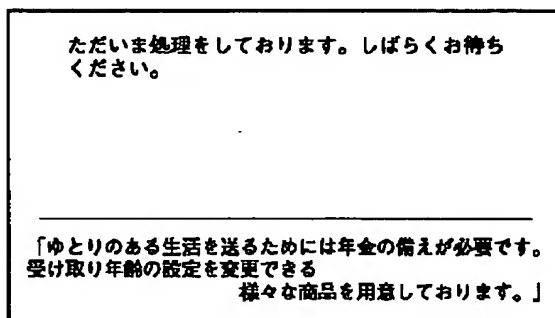 ただいま処理をしております。しばらくお待ち
ください。
「ゆとりのある生活を送るためには年金の備えが必要です。
受け取り年齢の設定を変更できる
様々な商品を用意しております。」